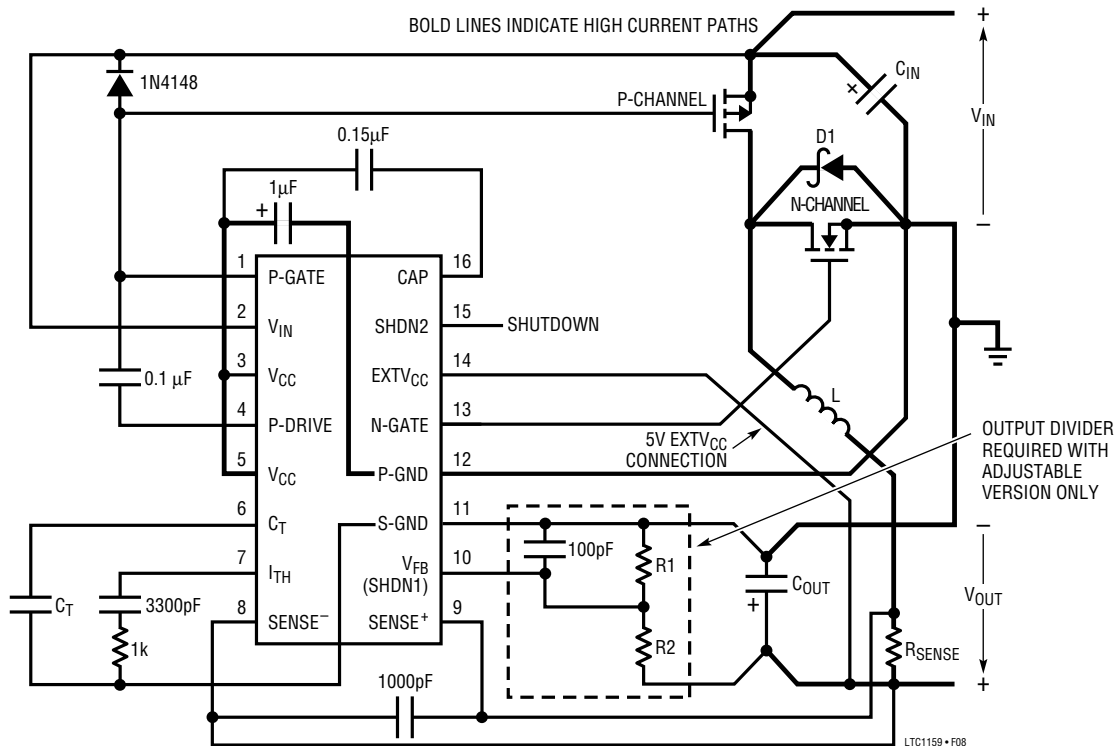 BOLD LINES INDICATE HIGH CURRENT PATHS
+
1N4148
C_IN
+
P-CHANNEL
V_IN
0.15µF
D1
1µF
+
N-CHANNEL
−
1
P-GATE
CAP
16
2
V_IN
SHDN2
15
SHUTDOWN
3
V_CC
EXTV_CC
14
0.1 µF
4
P-DRIVE
N-GATE
13
L
5V EXTV_CC
CONNECTION
OUTPUT DIVIDER
REQUIRED WITH
ADJUSTABLE
VERSION ONLY
5
V_CC
P-GND
12
6
C_T
S-GND
11
−
100pF
R1
7
I_TH
V_FB
(SHDN1)
10
C_OUT
+
C_T
3300pF
V_OUT
8
SENSE−
SENSE+
9
1k
R2
R_SENSE
+
1000pF
LTC1159 • F08